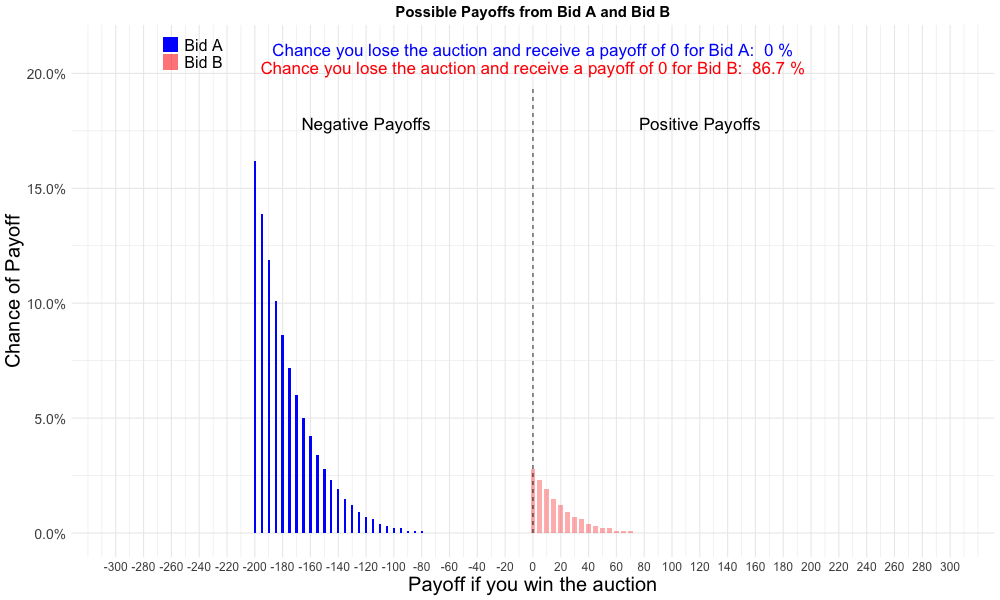 Possible Payoffs from Bid A and Bid B
Bid A
Bid B
Chance you lose the auction and receive a payoff of 0 for Bid A:  0 %
Chance you lose the auction and receive a payoff of 0 for Bid B:  86.7 %
Negative Payoffs
Positive Payoffs
Chance of Payoff
20.0%
15.0%
10.0%
5.0%
0.0%
-300 -280 -260 -240 -220 -200 -180 -160 -140 -120 -100 -80 -60 -40 -20 0 20 40 60 80 100 120 140 160 180 200 220 240 260 280 300
Payoff if you win the auction